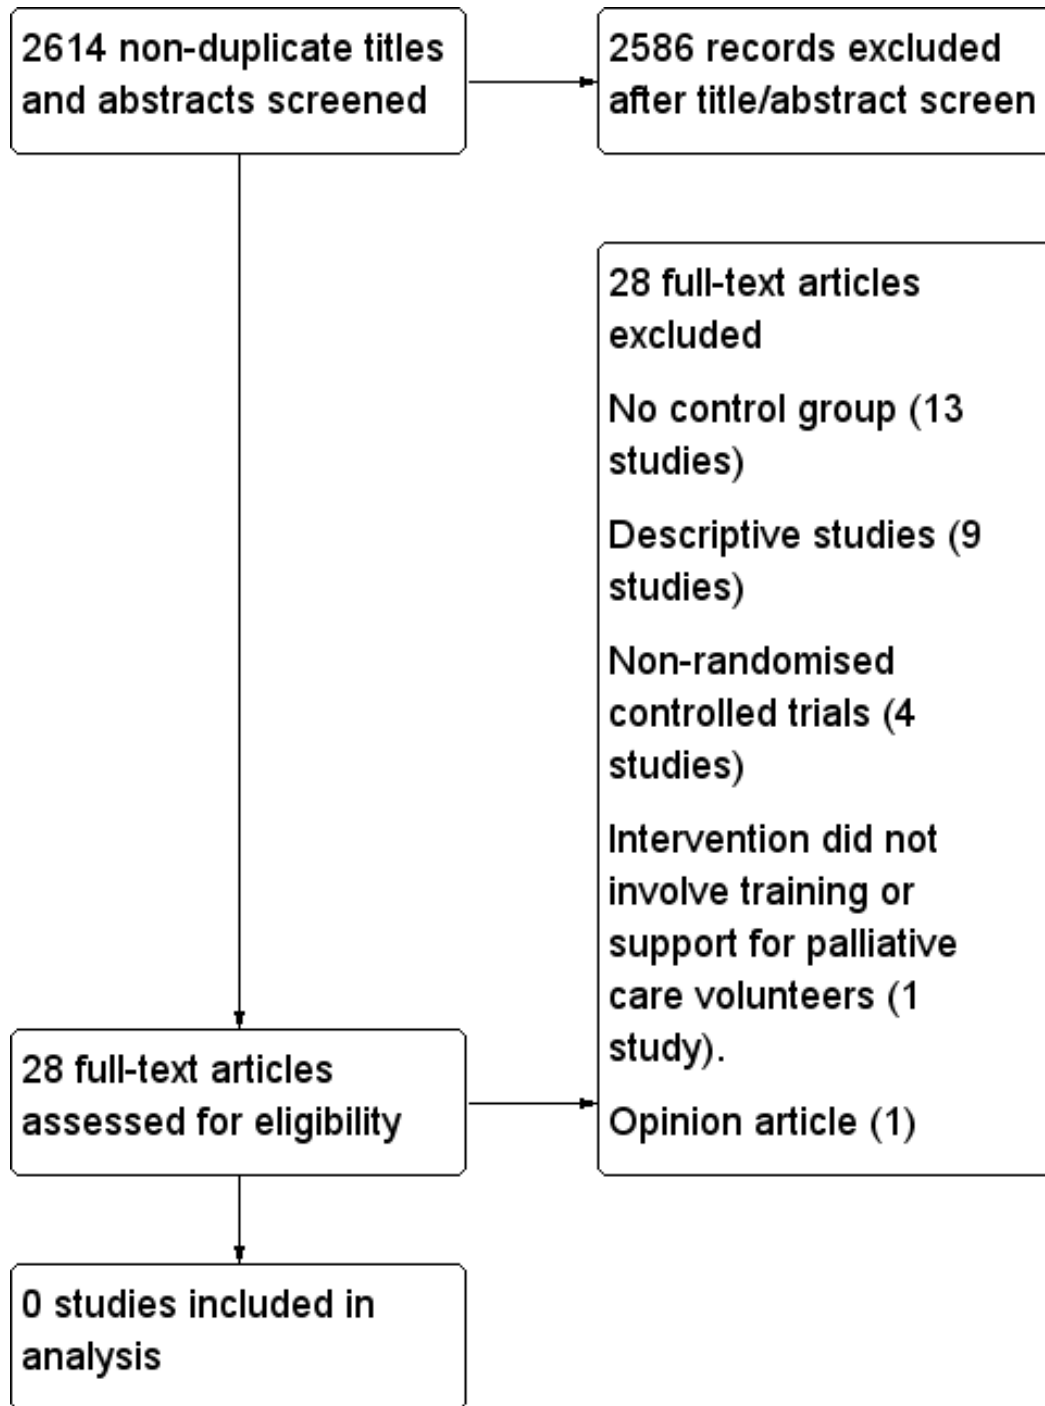 2614 non-duplicate titles
and abstracts screened
2586 records excluded
after title/abstract screen
28 full-text articles
excluded
No control group (13
studies)
Descriptive studies (9
studies)
Non-randomised
controlled trials (4
studies)
Intervention did not
involve training or
support for palliative
care volunteers (1
study).
Opinion article (1)
28 full-text articles
assessed for eligibility
0 studies included in
analysis